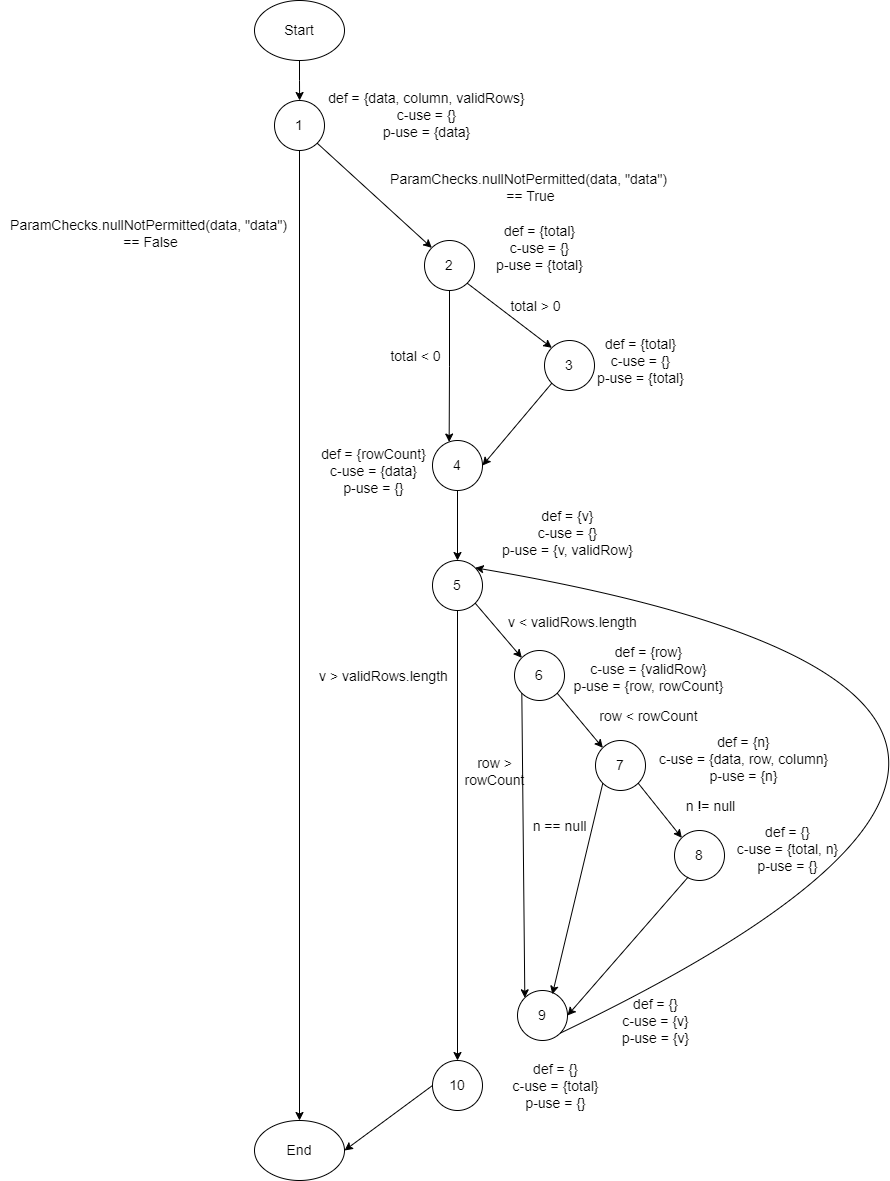 Start
1
def = {data, column, validRows}
c-use = {}
p-use = {data}
ParamChecks.nullNotPermitted(data, "data")
== True
ParamChecks.nullNotPermitted(data, "data")
== False
2
def = {total}
c-use = {}
p-use = {total}
total > 0
total < 0
3
def = {total}
c-use = {}
p-use = {total}
4
def = {rowCount}
c-use = {data}
p-use = {}
def = {v}
c-use = {}
p-use = {v, validRow}
5
v < validRows.length
v > validRows.length
6
def = {row}
c-use = {validRow}
p-use = {row, rowCount}
row < rowCount
row >
rowCount
7
def = {n}
c-use = {data, row, column}
p-use = {n}
n != null
n == null
8
def = {}
c-use = {total, n}
p-use = {}
9
def = {}
c-use = {v}
p-use = {v}
10
def = {}
c-use = {total}
p-use = {}
End